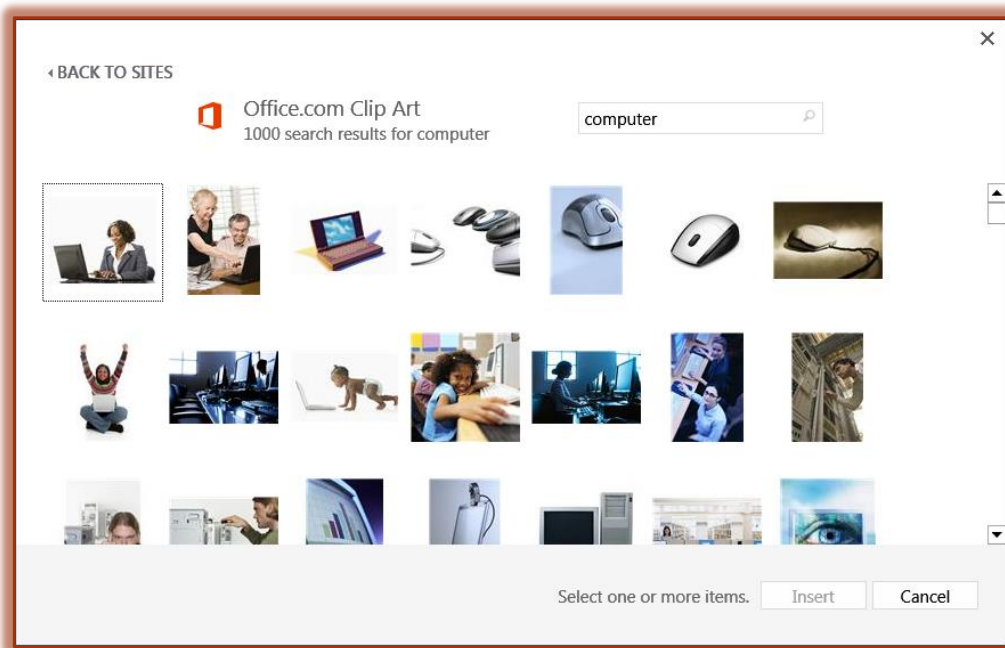 BACK TO SITES
Office.com Clip Art
1000 search results for computer
computer
Select one or more items.
Insert
Cancel